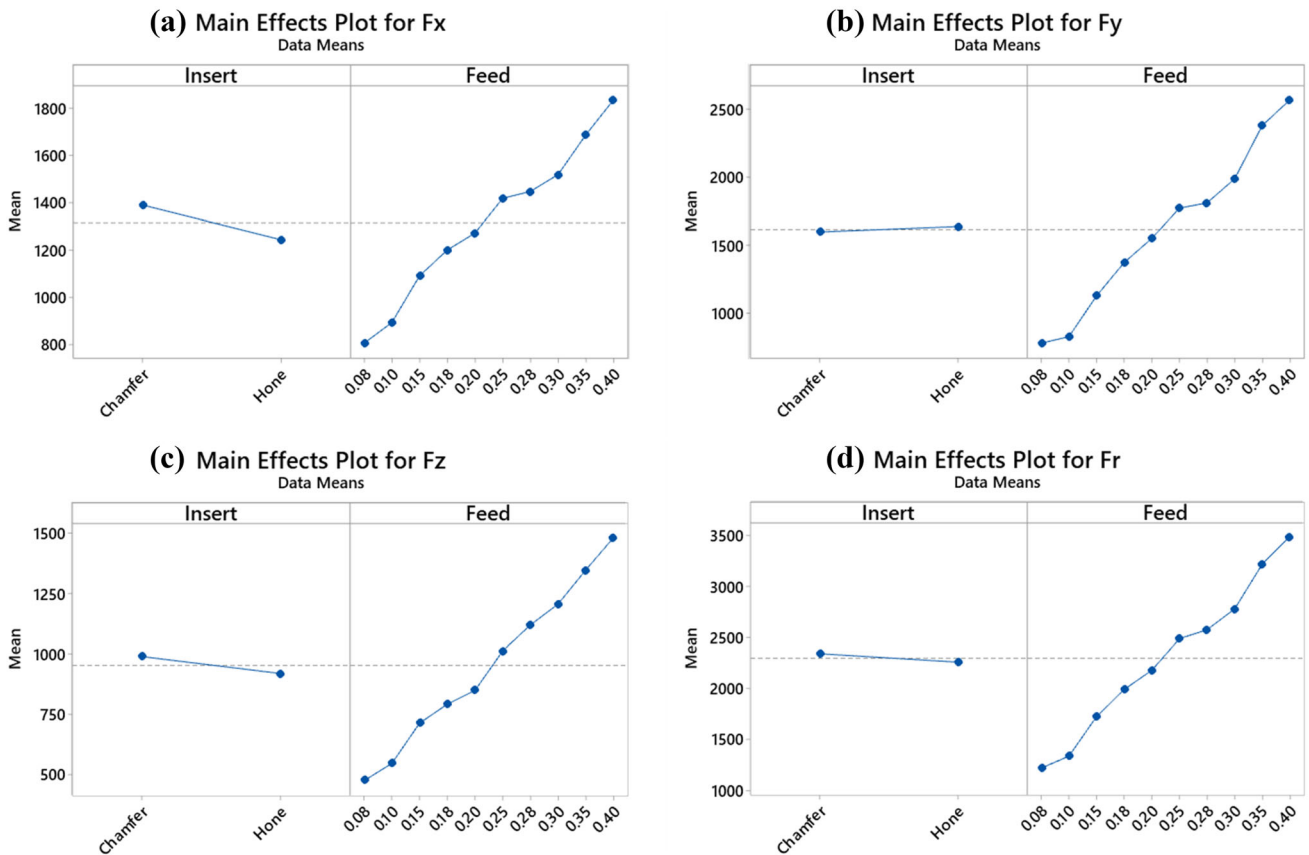 (a) Main Effects Plot for Fx
Data Means
Insert Feed
Mean
1800
1600
1400
1200
1000
800
Chamfer Hone 0.08 0.10 0.15 0.18 0.20 0.25 0.28 0.30 0.35 0.40
(b) Main Effects Plot for Fy
Data Means
Insert Feed
Mean
2500
2000
1500
1000
Chamfer Hone 0.08 0.10 0.15 0.18 0.20 0.25 0.28 0.30 0.35 0.40
(c) Main Effects Plot for Fz
Data Means
Insert Feed
Mean
1500
1250
1000
750
500
Chamfer Hone 0.08 0.10 0.15 0.18 0.20 0.25 0.28 0.30 0.35 0.40
(d) Main Effects Plot for Fr
Data Means
Insert Feed
Mean
3500
3000
2500
2000
1500
1000
Chamfer Hone 0.08 0.10 0.15 0.18 0.20 0.25 0.28 0.30 0.35 0.40